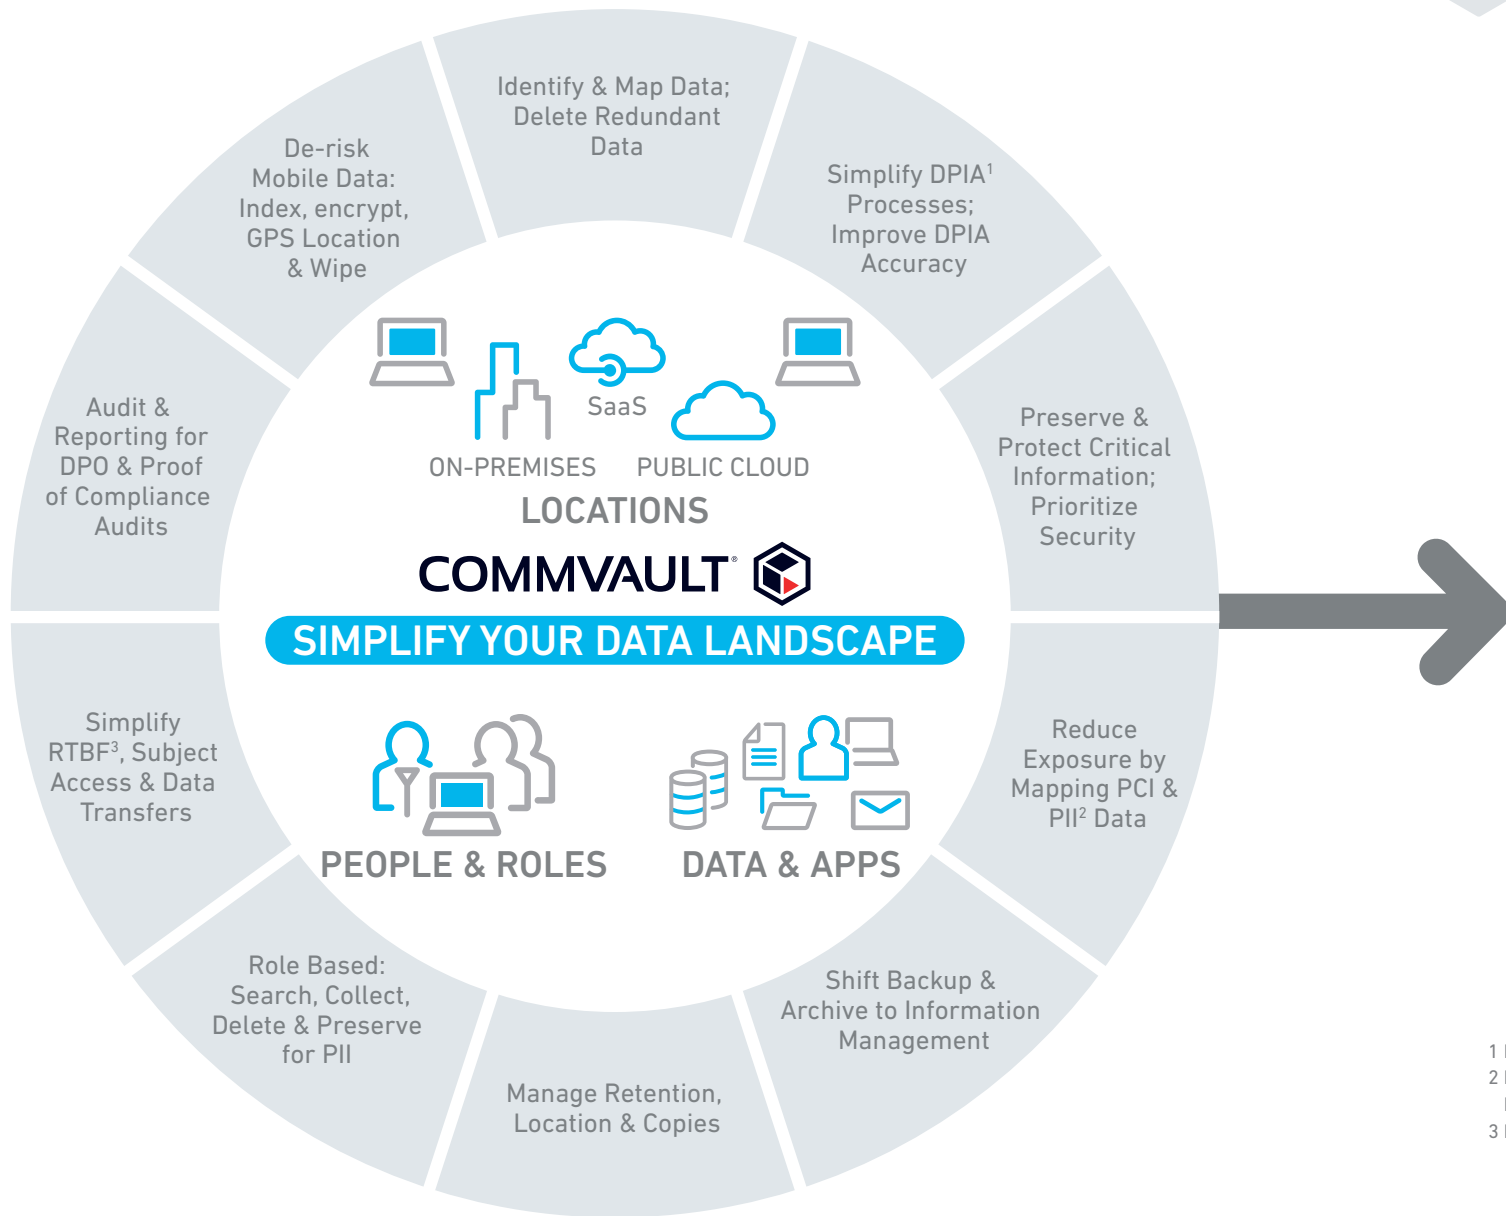 Identify & Map Data;
Delete Redundant
Data
Simplify DPIA¹
Processes;
Improve DPIA
Accuracy
Preserve &
Protect Critical
Information;
Prioritize
Security
Reduce
Exposure by
Mapping PCI &
PII² Data
Shift Backup &
Archive to Information
Management
Manage Retention,
Location & Copies
Role Based:
Search, Collect,
Delete & Preserve
for PII
Simplify
RTBF³, Subject
Access & Data
Transfers
Audit &
Reporting for
DPO & Proof
of Compliance
Audits
De-risk
Mobile Data:
Index, encrypt,
GPS Location
& Wipe
SaaS
ON-PREMISES
PUBLIC CLOUD
LOCATIONS
COMMVAULT®
SIMPLIFY YOUR DATA LANDSCAPE
PEOPLE & ROLES
DATA & APPS
1
2
3